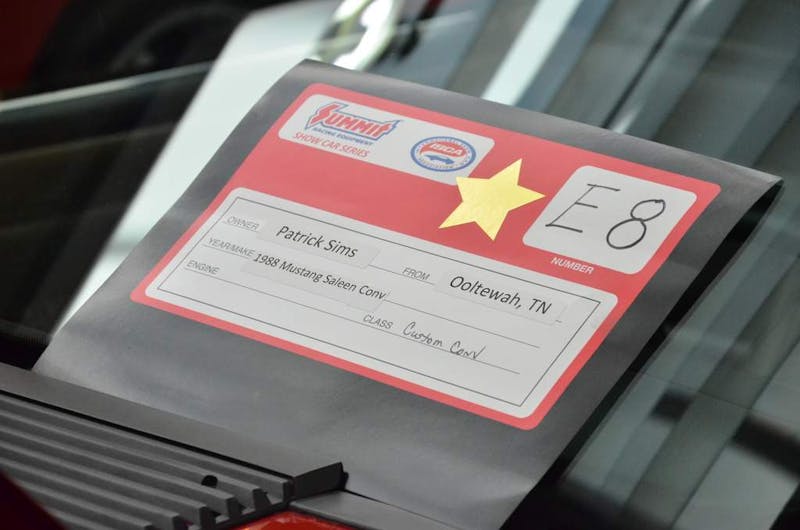 SUMMIT
RACING EQUIPMENT
SHOW CAR SERIES
ISCA
E8
NUMBER
OWNER Patrick Sims FROM Ooltewah, TN
YEAR/MAKE 1988 Mustang Saleen Conv
ENGINE
CLASS Custom Conv